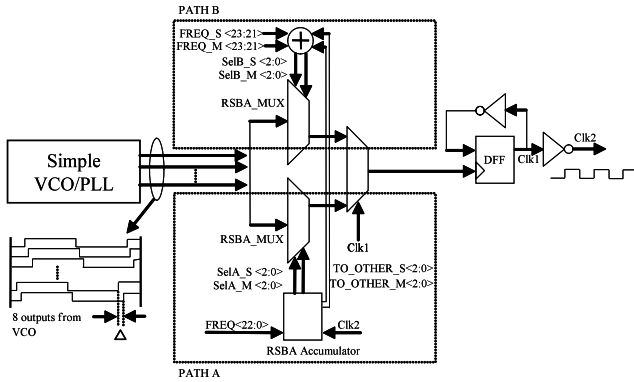 PATH B
FREQ_S <23:21>
FREQ_M <23:21>
SelB_S <2:0>
SelB_M <2:0>
RSBA_MUX
Simple
VCO/PLL
DFF
Clk1
Clk2
RSBA_MUX
Clk1
SelA_S <2:0>
SelA_M <2:0>
TO_OTHER_S<2:0>
TO_OTHER_M<2:0>
8 outputs from
VCO
Δ
FREQ<22:0>
Clk2
RSBA Accumulator
PATH A